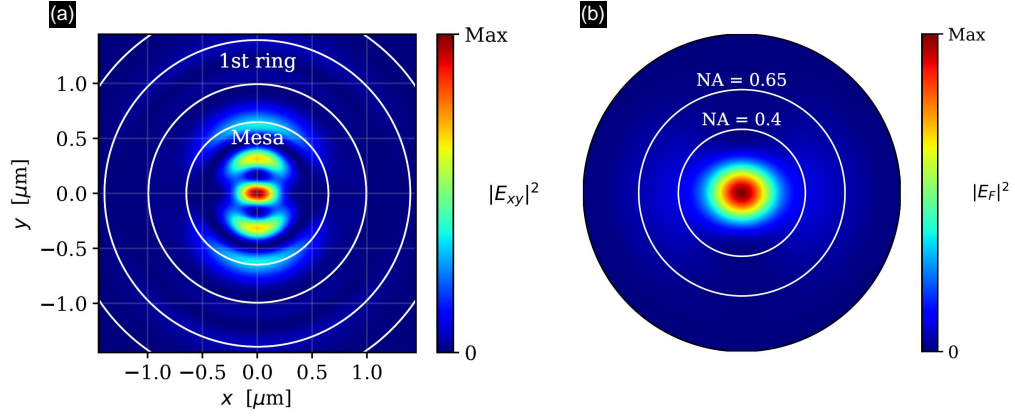 (a)
1st ring
Mesa
1.0
0.5
0.0
−0.5
−1.0
y [μm]
−1.0 −0.5 0.0 0.5 1.0
x [μm]
Max
|E_xy|²
0
(b)
NA = 0.65
NA = 0.4
Max
|E_F|²
0